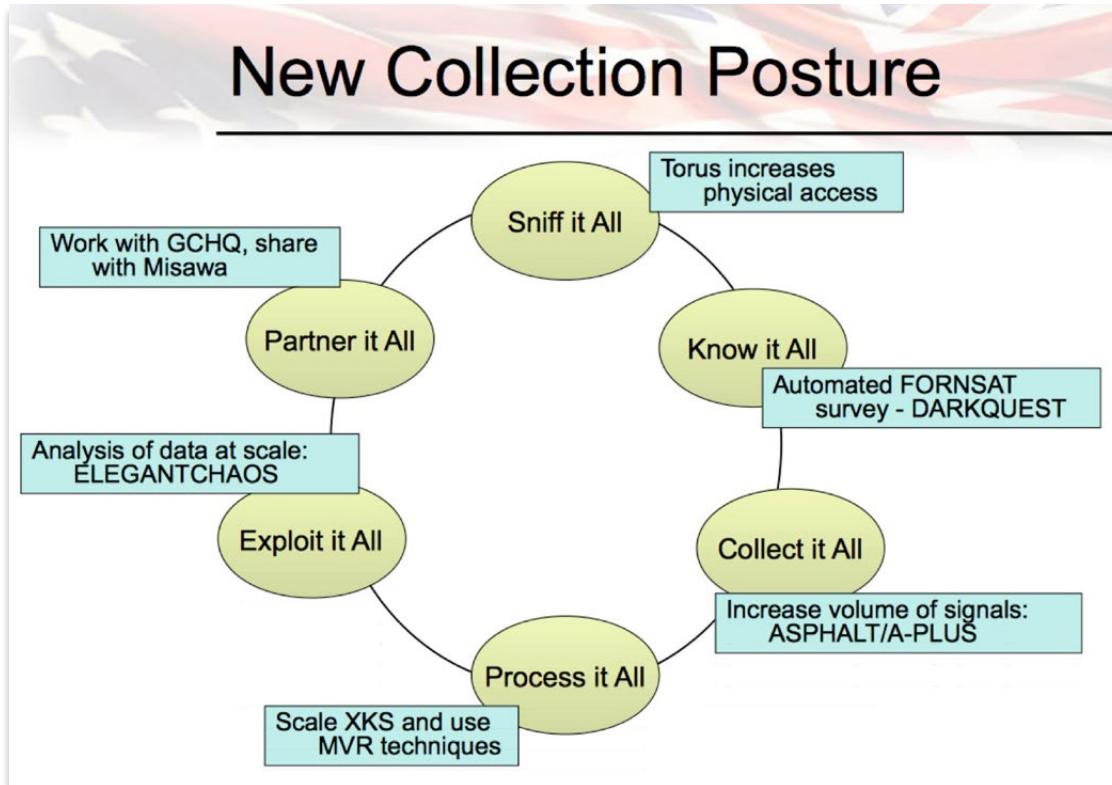 New Collection Posture
Torus increases
physical access
Sniff it All
Work with GCHQ, share
with Misawa
Partner it All
Know it All
Automated FORNSAT
survey - DARKQUEST
Analysis of data at scale:
ELEGANTCHAOS
Exploit it All
Collect it All
Increase volume of signals:
ASPHALT/A-PLUS
Process it All
Scale XKS and use
MVR techniques